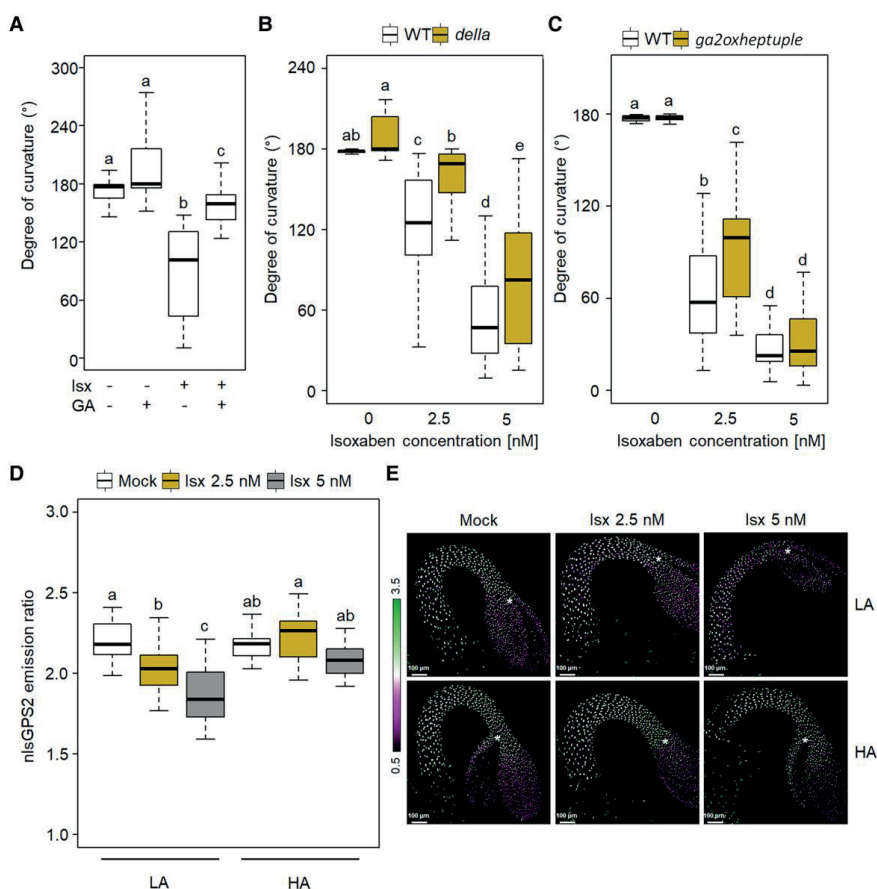 A
Degree of curvature (°)
300
240
180
120
60
0
a
a
b
c
Isx - - + +
GA - + - +
B
WT della
Degree of curvature (°)
240
180
120
60
0
ab
a
c
b
d
e
0 2.5 5
Isoxaben concentration [nM]
C
WT ga2oxheptuple
Degree of curvature (°)
180
120
60
0
a
a
b
c
d
d
0 2.5 5
Isoxaben concentration [nM]
D
Mock Isx 2.5 nM Isx 5 nM
nlsGPS2 emission ratio
3.0
2.5
2.0
1.5
1.0
a
b
c
ab
a
ab
LA HA
E
Mock Isx 2.5 nM Isx 5 nM
3.5
0.5
* * *
LA
100 µm 100 µm 100 µm
* * *
HA
100 µm 100 µm 100 µm